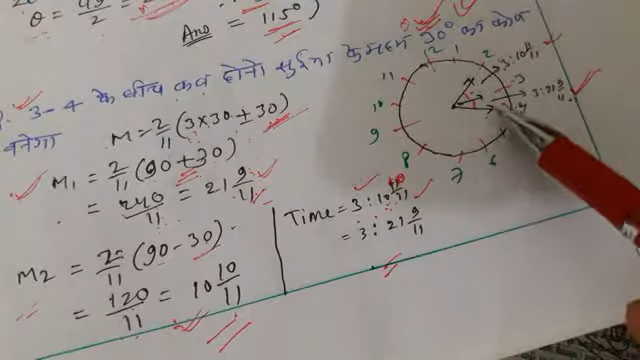 θ = 45/2
Ans = 115°
3-4 के बीच कब दोनों सुईयों के मध्य 30° का कोण
बनेगा
M = 2/11 (3×30 ± 30)
M₁ = 2/11 (90+30)
= 240/11 = 21 9/11
M₂ = 2/11 (90-30)
= 120/11 = 10 10/11
Time = 3 : 10 10/11
= 3 : 21 9/11
12 1 2 3 4 6 7 8 9 10 11
3:10 10/11
3:21 9/11